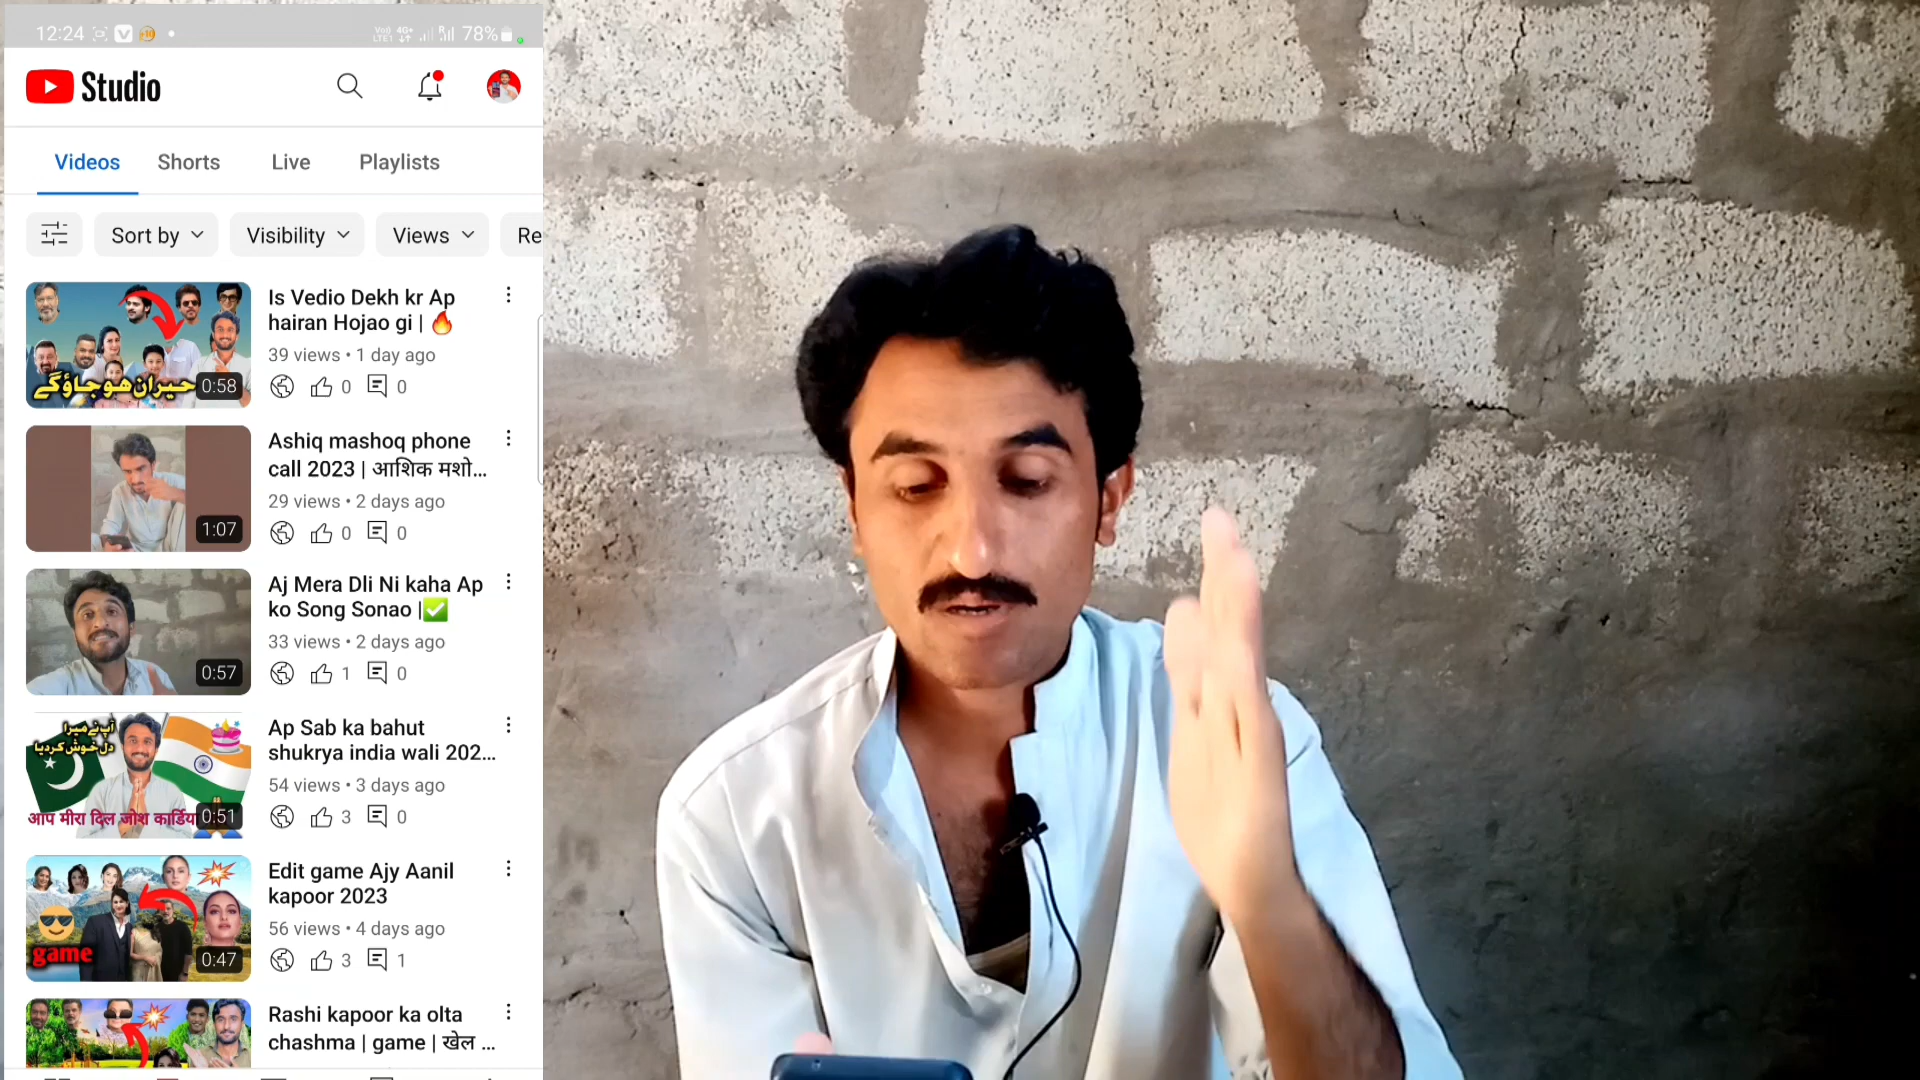 12:24
Voo 4G+
LTE1
78%
Studio
Videos
Shorts
Live
Playlists
Sort by
Visibility
Views
Re
حیران ھوجاؤگے
0:58
Is Vedio Dekh kr Ap
hairan Hojao gi | 🔥
39 views • 1 day ago
0
0
1:07
Ashiq mashoq phone
call 2023 | आशिक मशो...
29 views • 2 days ago
0
0
0:57
Aj Mera Dli Ni kaha Ap
ko Song Sonao |✅
33 views • 2 days ago
1
0
آپ نے میرا
دل خوش کردیا
आप मीरा दिल जोश कार्डिया
0:51
Ap Sab ka bahut
shukrya india wali 202...
54 views • 3 days ago
3
0
game
0:47
Edit game Ajy Aanil
kapoor 2023
56 views • 4 days ago
3
1
Rashi kapoor ka olta
chashma | game | खेल ...